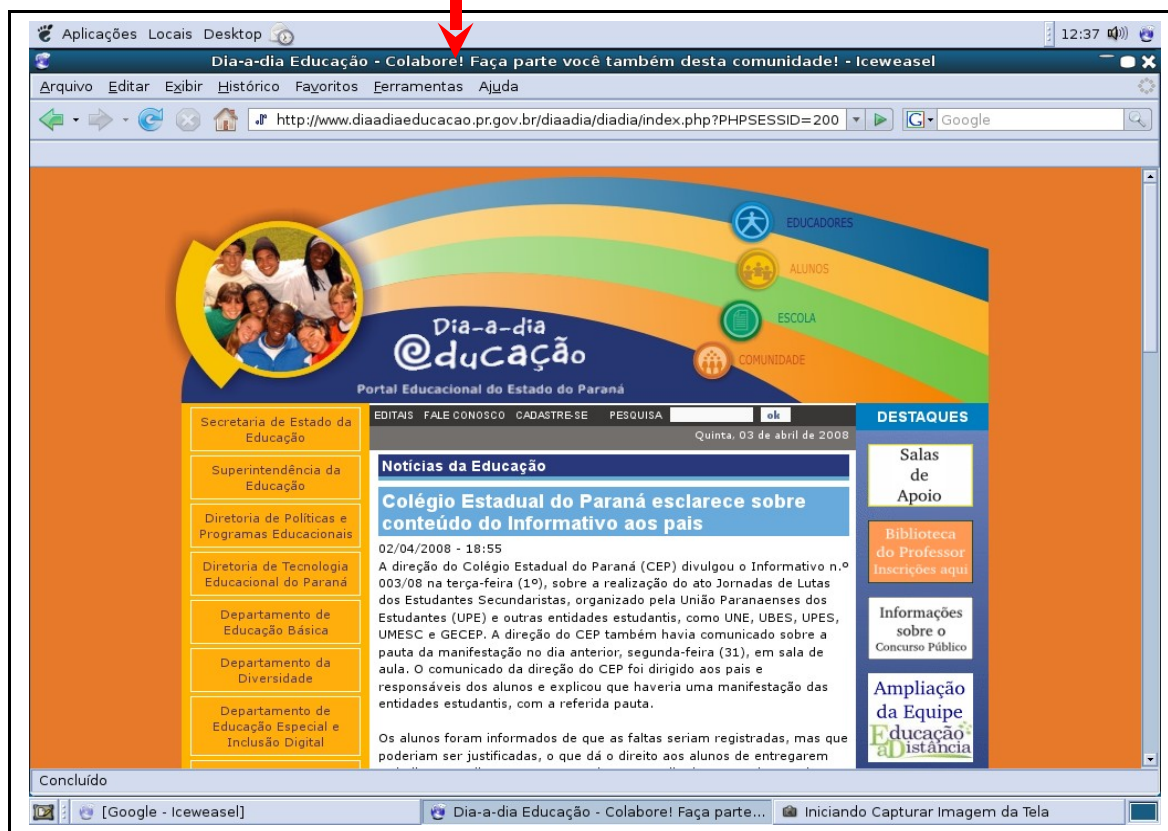 Aplicações Locais Desktop
12:37
Dia-a-dia Educação - Colabore! Faça parte você também desta comunidade! - Iceweasel
Arquivo Editar Exibir Histórico Favoritos Ferramentas Ajuda
http://www.diaadiaeducacao.pr.gov.br/diaadia/diadia/index.php?PHPSESSID=200
G Google
EDUCADORES
ALUNOS
ESCOLA
COMUNIDADE
Dia-a-dia
educação
Portal Educacional do Estado do Paraná
Secretaria de Estado da
Educação
Superintendência da
Educação
Diretoria de Políticas e
Programas Educacionais
Diretoria de Tecnologia
Educacional do Paraná
Departamento de
Educação Básica
Departamento da
Diversidade
Departamento de
Educação Especial e
Inclusão Digital
EDITAIS FALE CONOSCO CADASTRE-SE PESQUISA ok
Quinta, 03 de abril de 2008
Notícias da Educação
Colégio Estadual do Paraná esclarece sobre
conteúdo do Informativo aos pais
02/04/2008 - 18:55
A direção do Colégio Estadual do Paraná (CEP) divulgou o Informativo n.º
003/08 na terça-feira (1º), sobre a realização do ato Jornadas de Lutas
dos Estudantes Secundaristas, organizado pela União Paranaenses dos
Estudantes (UPE) e outras entidades estudantis, como UNE, UBES, UPES,
UMESC e GECEP. A direção do CEP também havia comunicado sobre a
pauta da manifestação no dia anterior, segunda-feira (31), em sala de
aula. O comunicado da direção do CEP foi dirigido aos pais e
responsáveis dos alunos e explicou que haveria uma manifestação das
entidades estudantis, com a referida pauta.
Os alunos foram informados de que as faltas seriam registradas, mas que
poderiam ser justificadas, o que dá o direito aos alunos de entregarem
DESTAQUES
Salas
de
Apoio
Biblioteca
do Professor
Inscrições aqui
Informações
sobre o
Concurso Público
Ampliação
da Equipe
Educação
aDistância
Concluído
[Google - Iceweasel]
Dia-a-dia Educação - Colabore! Faça parte...
Iniciando Capturar Imagem da Tela